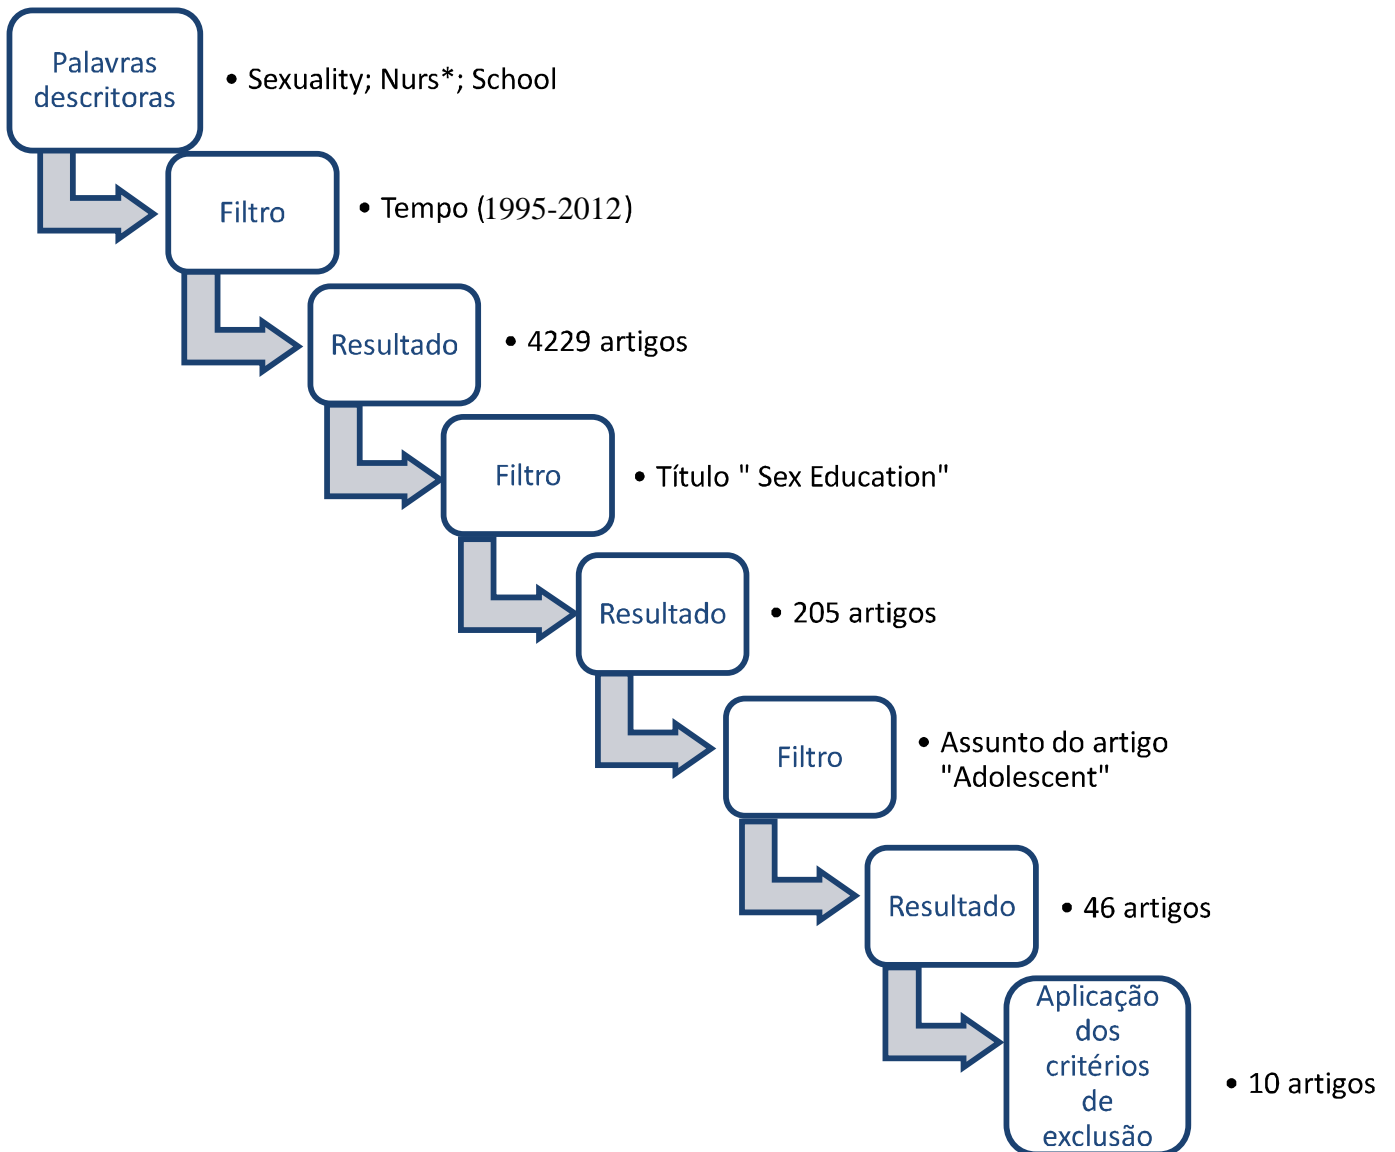 Palavras
descritoras
• Sexuality; Nurs*; School
Filtro
• Tempo (1995-2012)
Resultado
• 4229 artigos
Filtro
• Título " Sex Education"
Resultado
• 205 artigos
Filtro
• Assunto do artigo
"Adolescent"
Resultado
• 46 artigos
Aplicação
dos
critérios
de
exclusão
• 10 artigos